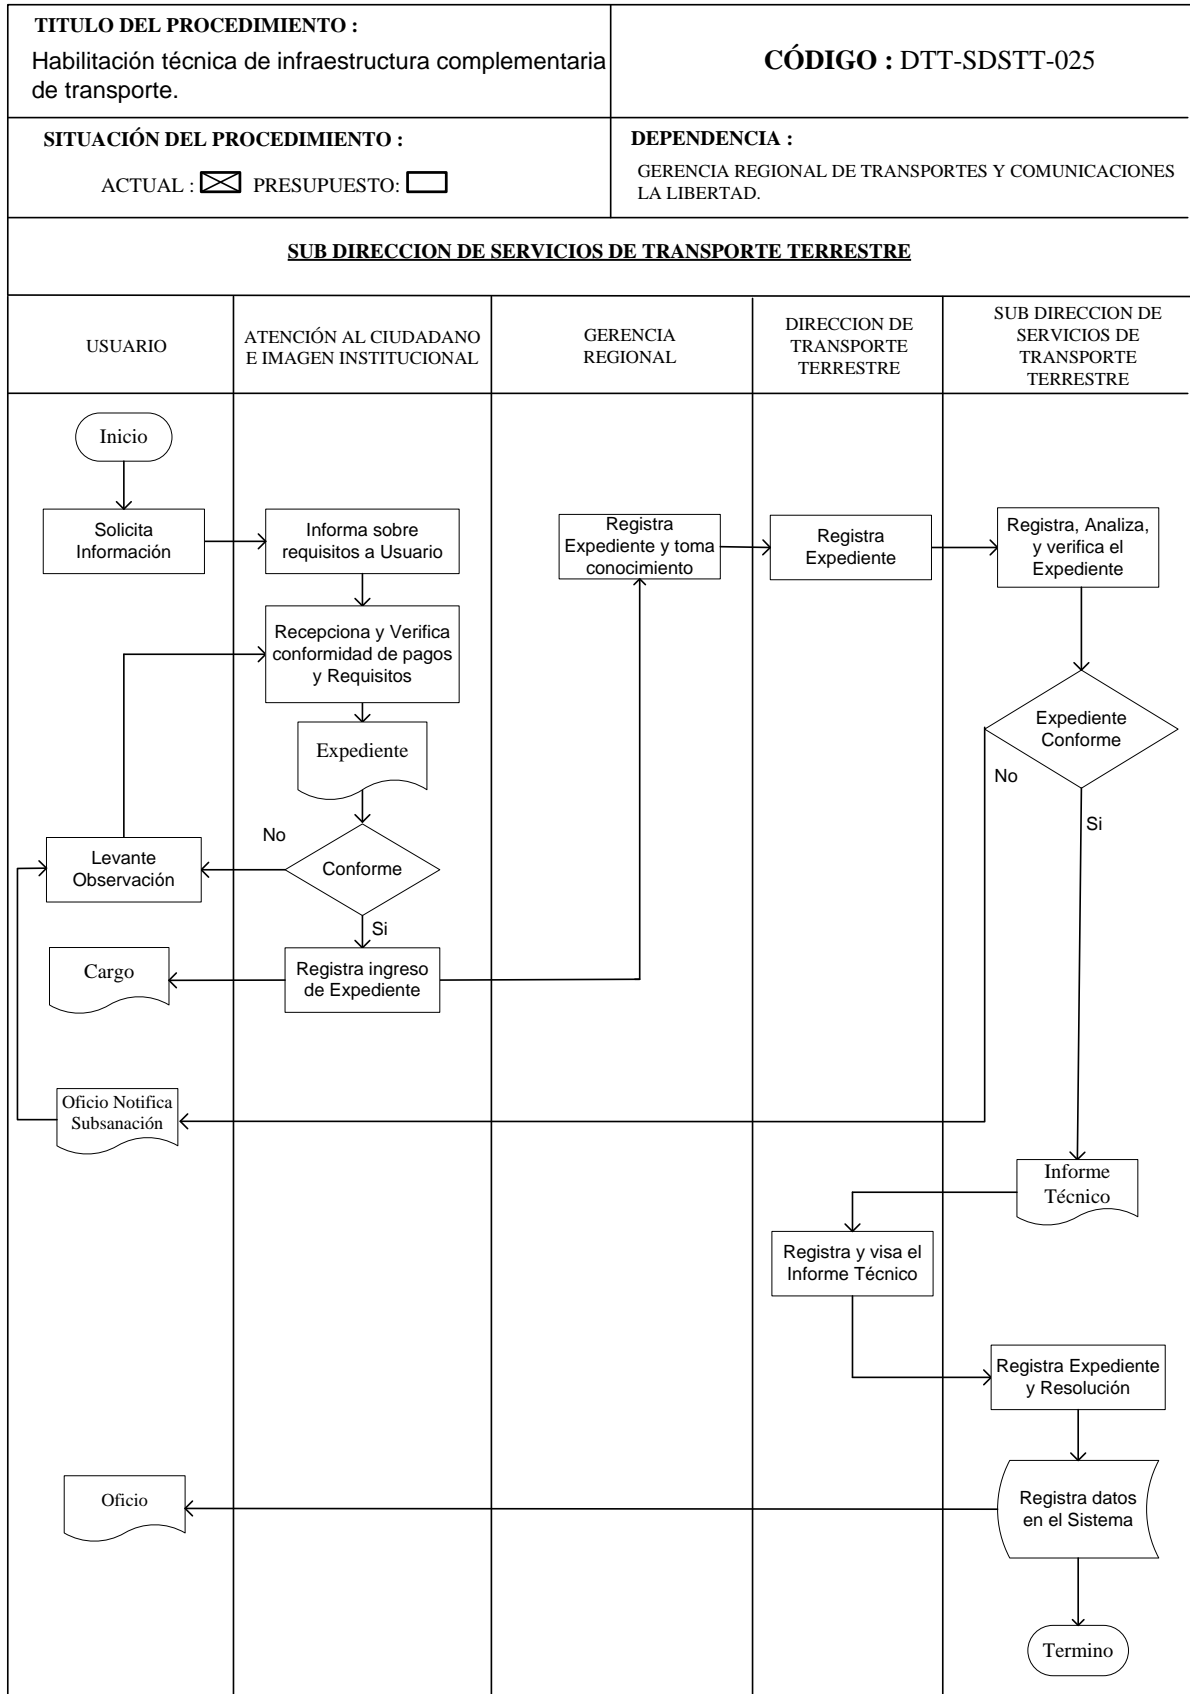 TITULO DEL PROCEDIMIENTO :
Habilitación técnica de infraestructura complementaria
de transporte.
CÓDIGO : DTT-SDSTT-025
SITUACIÓN DEL PROCEDIMIENTO :
ACTUAL : PRESUPUESTO:
DEPENDENCIA :
GERENCIA REGIONAL DE TRANSPORTES Y COMUNICACIONES
LA LIBERTAD.
SUB DIRECCION DE SERVICIOS DE TRANSPORTE TERRESTRE
USUARIO
ATENCIÓN AL CIUDADANO
E IMAGEN INSTITUCIONAL
GERENCIA
REGIONAL
DIRECCION DE
TRANSPORTE
TERRESTRE
SUB DIRECCION DE
SERVICIOS DE
TRANSPORTE
TERRESTRE
Inicio
Solicita
Información
Informa sobre
requisitos a Usuario
Registra
Expediente y toma
conocimiento
Registra
Expediente
Registra, Analiza,
y verifica el
Expediente
Recepciona y Verifica
conformidad de pagos
y Requisitos
Expediente
Expediente
Conforme
No
Si
No
Levante
Observación
Conforme
Si
Cargo
Registra ingreso
de Expediente
Oficio Notifica
Subsanación
Informe
Técnico
Registra y visa el
Informe Técnico
Registra Expediente
y Resolución
Oficio
Registra datos
en el Sistema
Termino